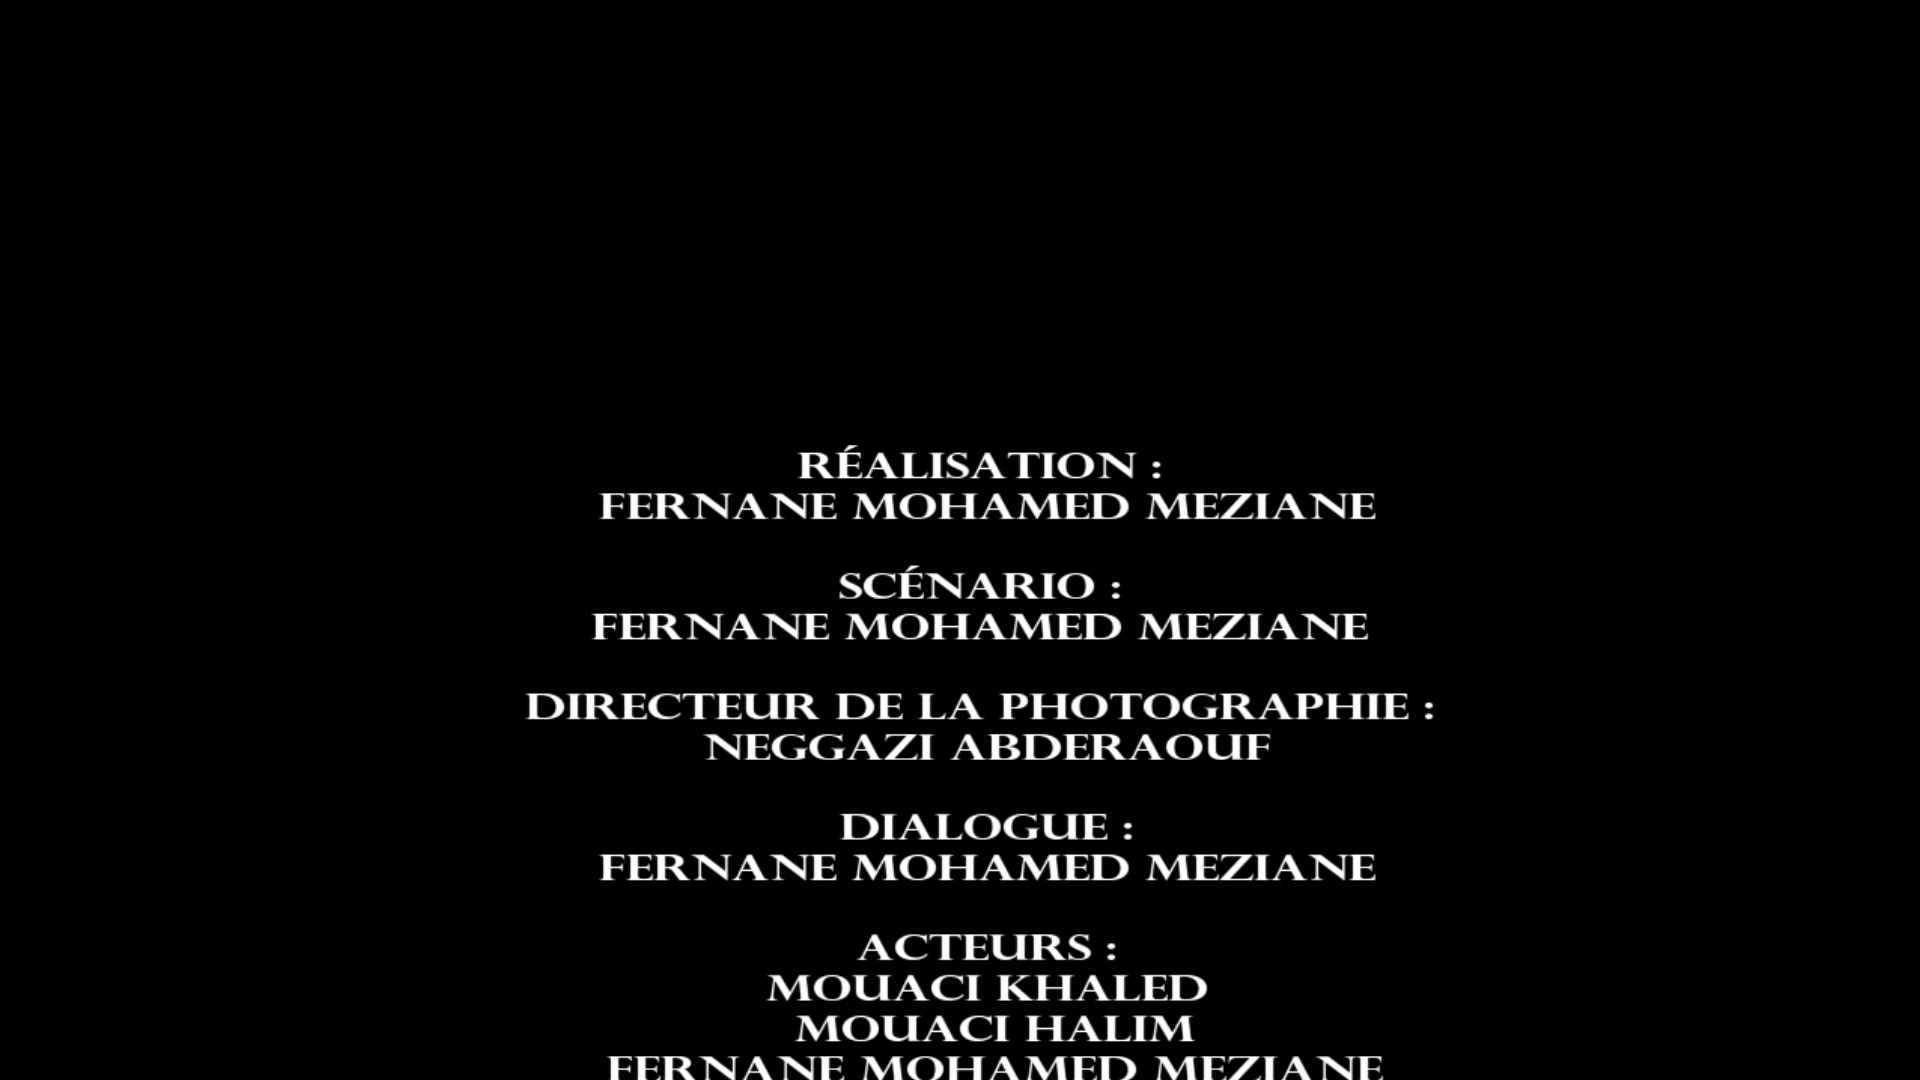 RÉALISATION :
FERNANE MOHAMED MEZIANE
SCÉNARIO :
FERNANE MOHAMED MEZIANE
DIRECTEUR DE LA PHOTOGRAPHIE :
NEGGAZI ABDERAOUF
DIALOGUE :
FERNANE MOHAMED MEZIANE
ACTEURS :
MOUACI KHALED
MOUACI HALIM
FERNANE MOHAMED MEZIANE